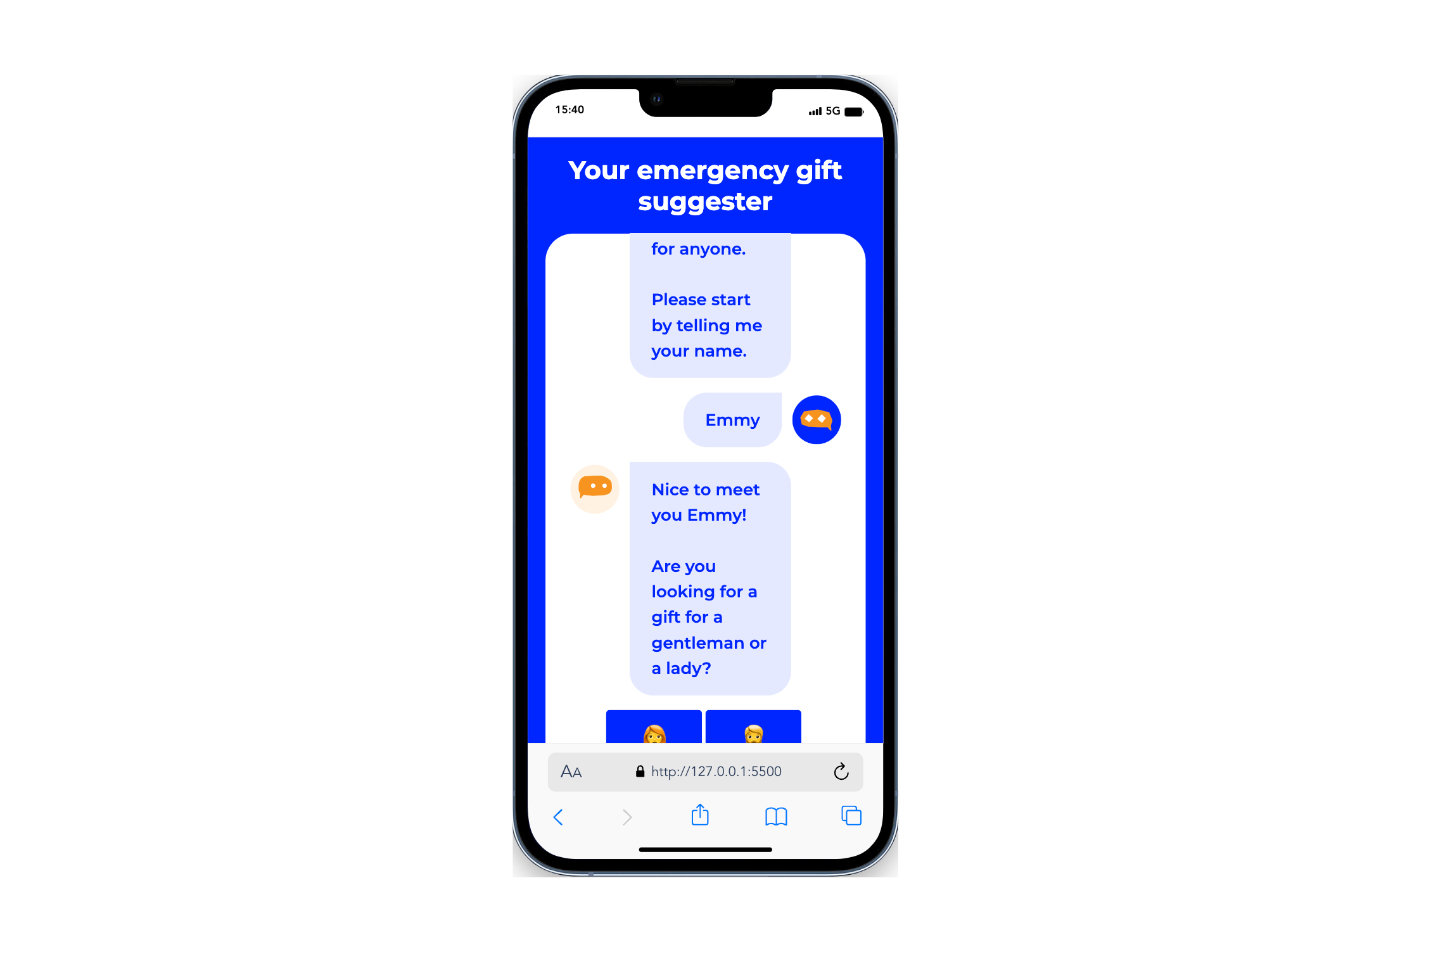 15:40
5G
Your emergency gift
suggester
for anyone.
Please start
by telling me
your name.
Emmy
Nice to meet
you Emmy!
Are you
looking for a
gift for a
gentleman or
a lady?
AA
http://127.0.0.1:5500